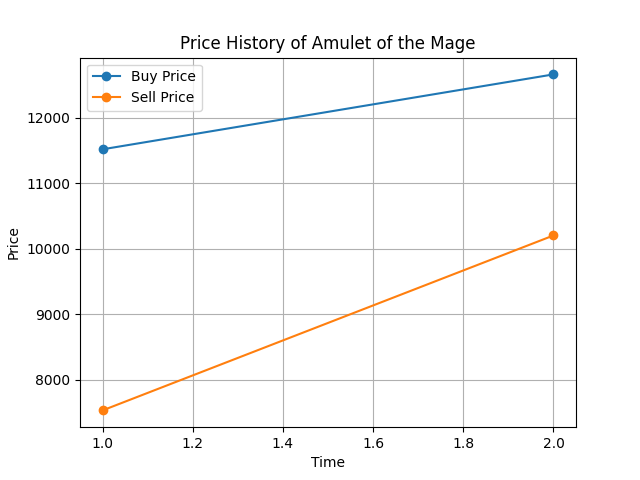 Price History of Amulet of the Mage
Buy Price
Sell Price
12000
11000
10000
9000
8000
Price
1.0 1.2 1.4 1.6 1.8 2.0
Time